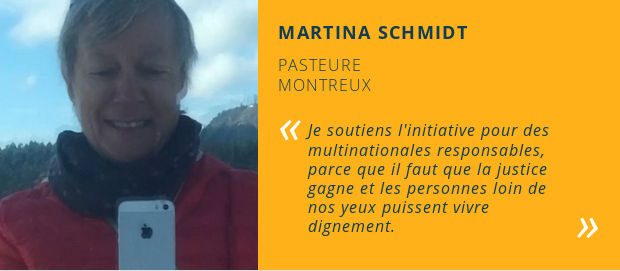 MARTINA SCHMIDT
PASTEURE
MONTREUX
« Je soutiens l'initiative pour des
multinationales responsables,
parce que il faut que la justice
gagne et les personnes loin de
nos yeux puissent vivre
dignement. »